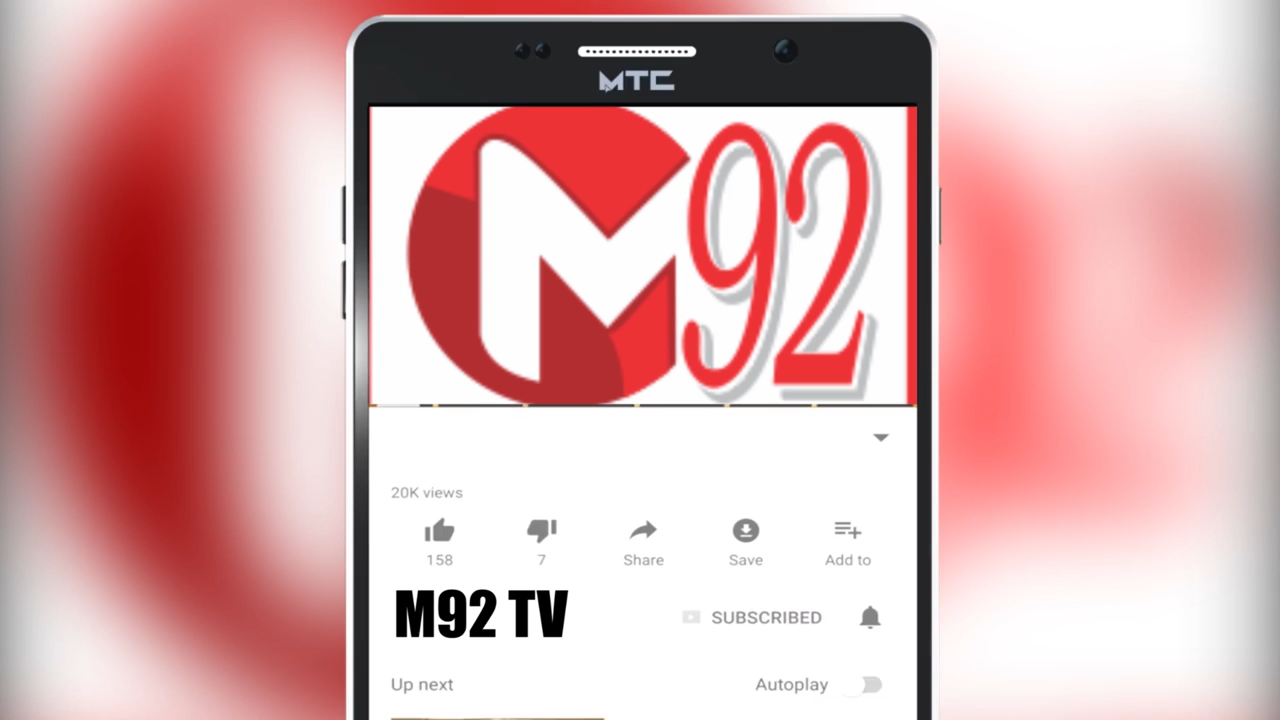 MTC
M92
20K views
158 7 Share Save Add to
M92 TV SUBSCRIBED
Up next Autoplay